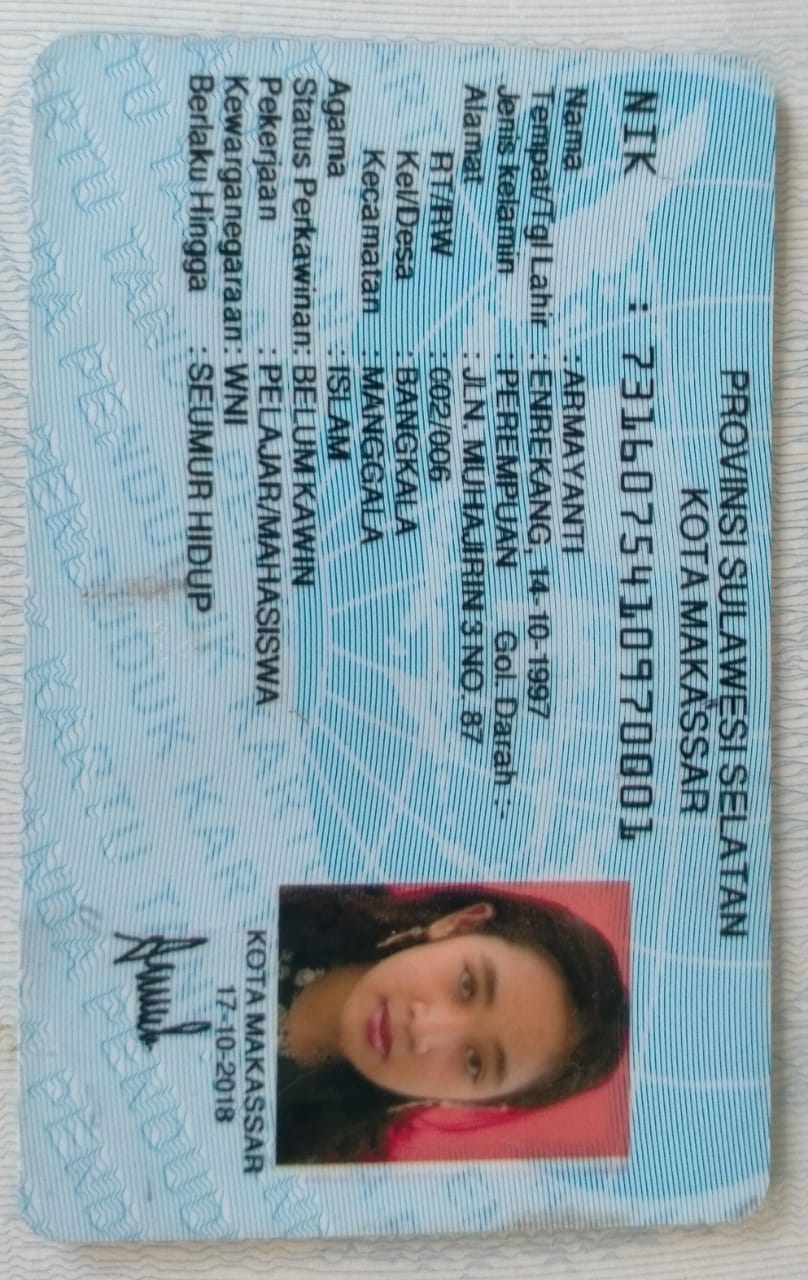 PROVINSI SULAWESI SELATAN
KOTA MAKASSAR
NIK : 7316075410970001
Nama : ARMAYANTI
Tempat/Tgl Lahir : ENREKANG, 14-10-1997
Jenis kelamin : PEREMPUAN Gol. Darah :-
Alamat : JLN. MUHAJIRIN 3 NO. 87
RT/RW : 002/006
Kel/Desa : BANGKALA
Kecamatan : MANGGALA
Agama : ISLAM
Status Perkawinan: BELUM KAWIN
Pekerjaan : PELAJAR/MAHASISWA
Kewarganegaraan: WNI
Berlaku Hingga : SEUMUR HIDUP
KOTA MAKASSAR
17-10-2018